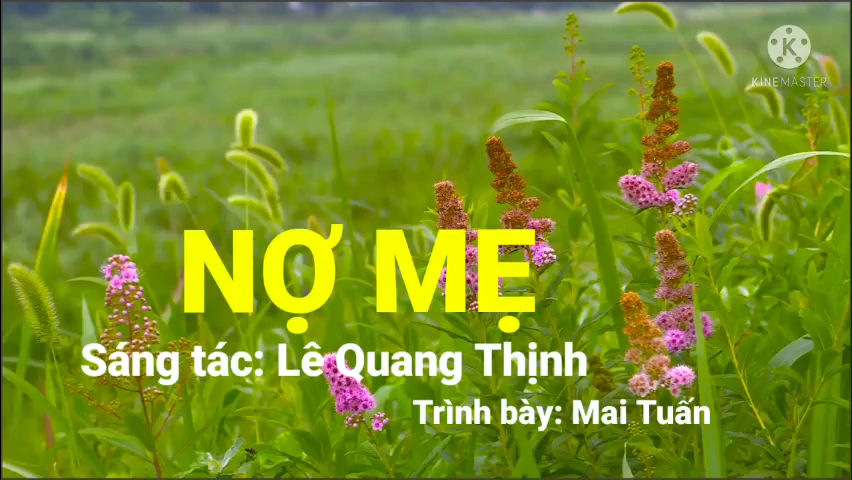 KINEMASTER
NỢ MẸ
Sáng tác: Lê Quang Thịnh
Trình bày: Mai Tuấn